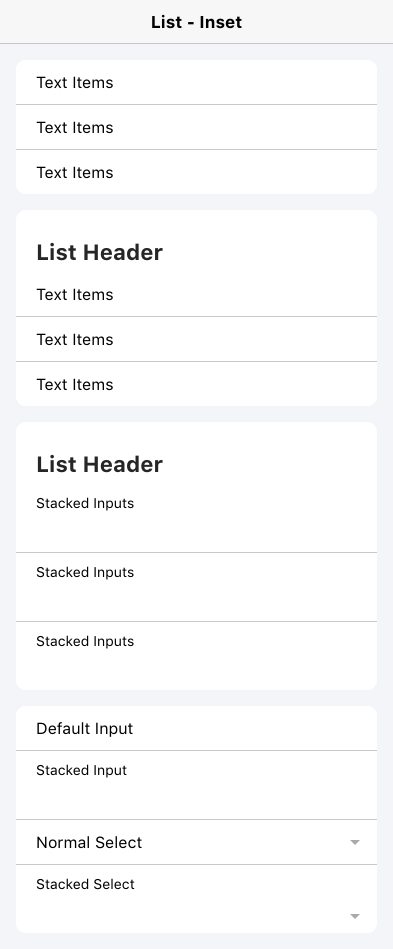 List - Inset
Text Items
Text Items
Text Items
List Header
Text Items
Text Items
Text Items
List Header
Stacked Inputs
Stacked Inputs
Stacked Inputs
Default Input
Stacked Input
Normal Select
Stacked Select